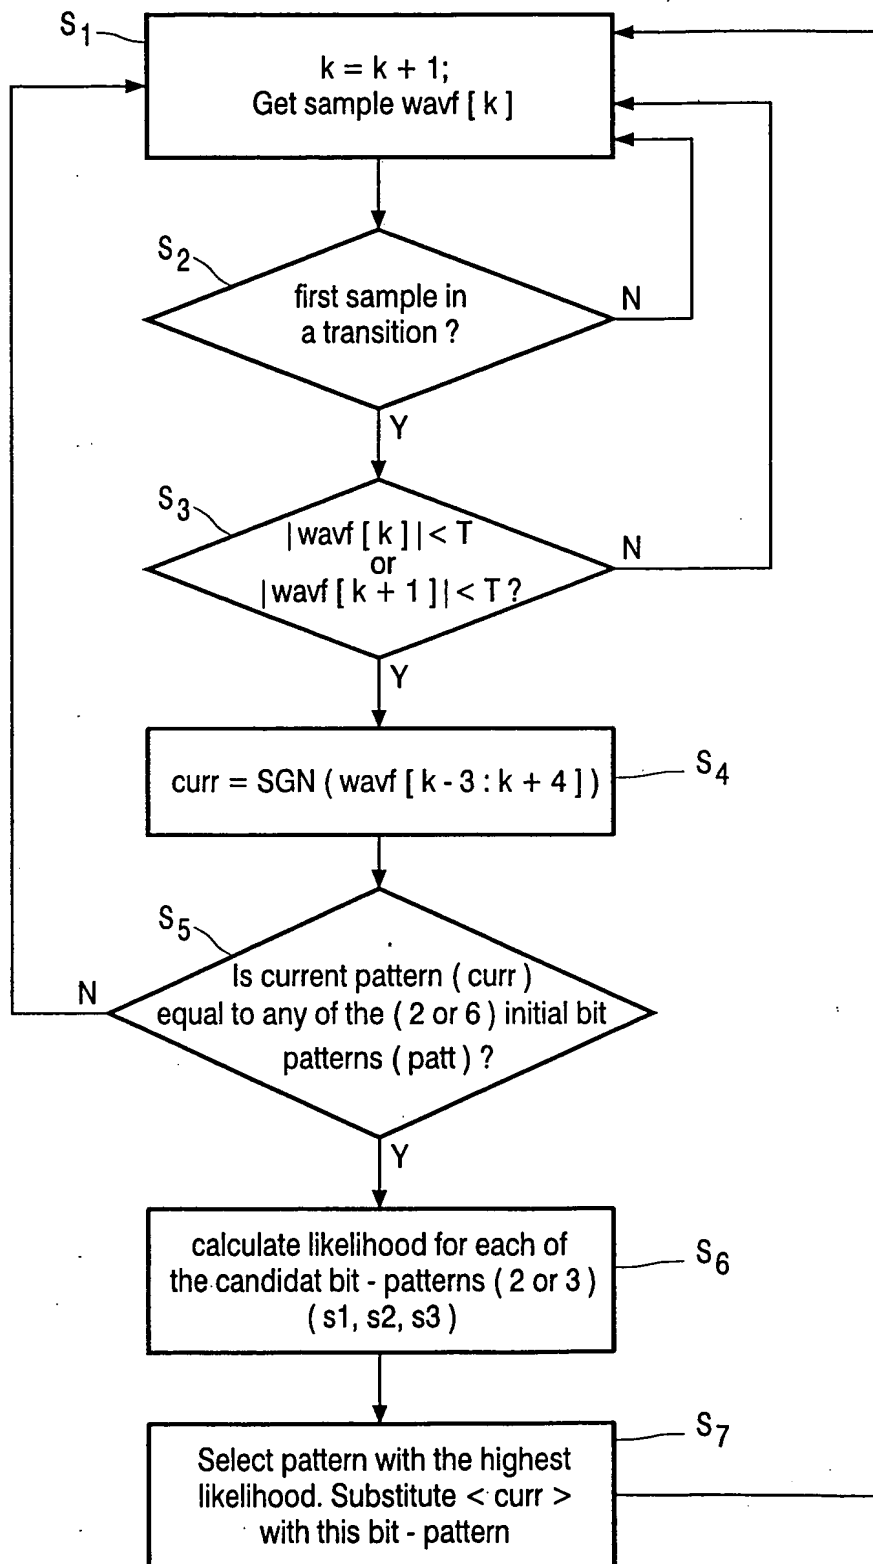 S1
k = k + 1;
Get sample wavf [ k ]
S2
first sample in
a transition ?
N
Y
S3
| wavf [ k ] | < T
or
| wavf [ k + 1 ] | < T ?
N
Y
curr = SGN ( wavf [ k - 3 : k + 4 ] )
S4
S5
Is current pattern ( curr )
equal to any of the ( 2 or 6 ) initial bit
patterns ( patt ) ?
N
Y
calculate likelihood for each of
the candidat bit - patterns ( 2 or 3 )
( s1, s2, s3 )
S6
Select pattern with the highest
likelihood. Substitute < curr >
with this bit - pattern
S7